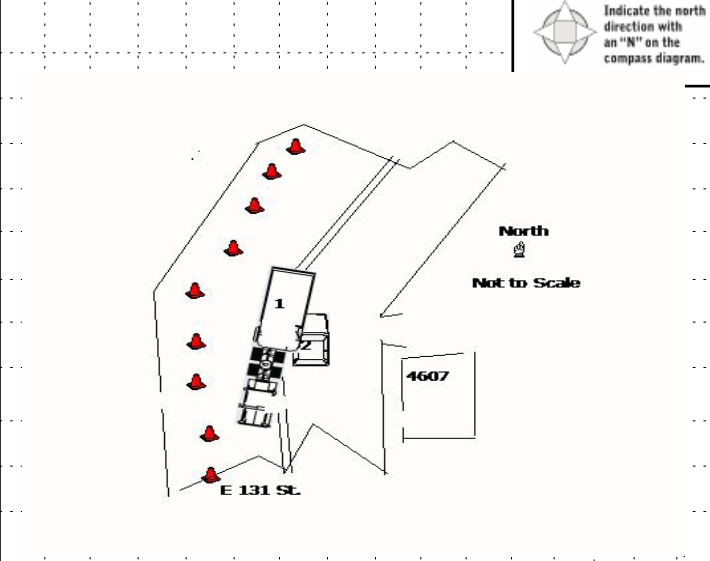 Indicate the north
direction with
an “N” on the
compass diagram.
North
Not to Scale
1
2
4607
E 131 St.